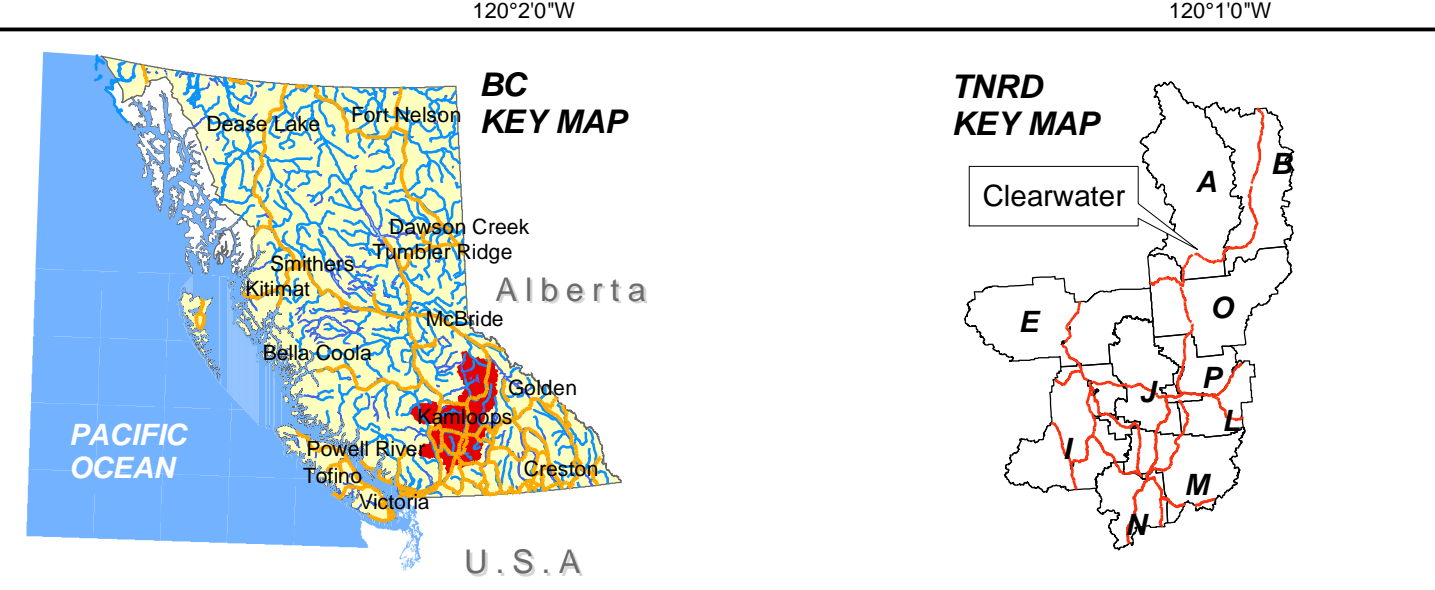 120°2'0"W
120°1'0"W
BC
KEY MAP
Dease Lake
Fort Nelson
Dawson Creek
Tumbler Ridge
Smithers
Kitimat
Alberta
McBride
Bella Coola
Golden
Kamloops
PACIFIC
OCEAN
Powell River
Tofino
Creston
Victoria
U.S.A
TNRD
KEY MAP
Clearwater
A
B
E
O
P
J
L
I
M
N